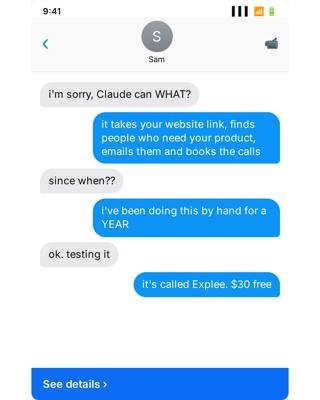 9:41
S
Sam
i'm sorry, Claude can WHAT?
it takes your website link, finds
people who need your product,
emails them and books the calls
since when??
i've been doing this by hand for a
YEAR
ok. testing it
it's called Explee. $30 free
See details ›